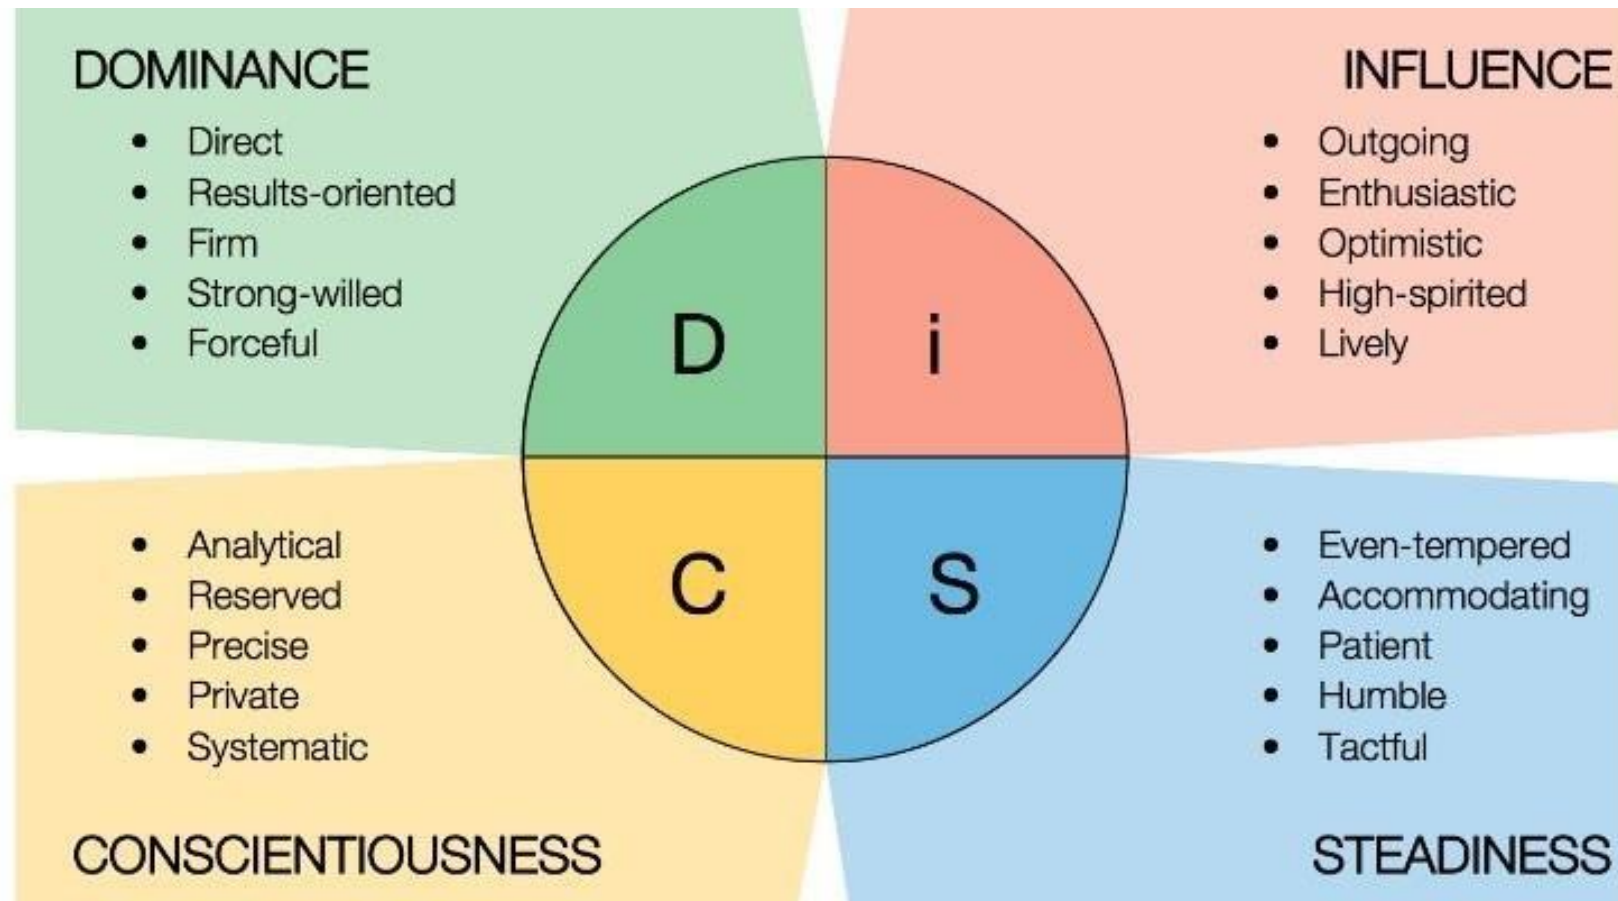 DOMINANCE
• Direct
• Results-oriented
• Firm
• Strong-willed
• Forceful
INFLUENCE
• Outgoing
• Enthusiastic
• Optimistic
• High-spirited
• Lively
D
i
C
S
• Analytical
• Reserved
• Precise
• Private
• Systematic
CONSCIENTIOUSNESS
• Even-tempered
• Accommodating
• Patient
• Humble
• Tactful
STEADINESS